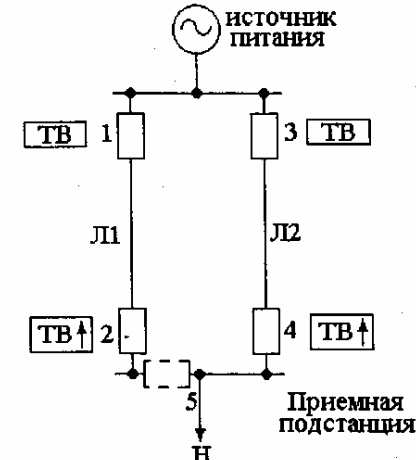 источник
питания
ТВ 1 3 ТВ
Л1 Л2
ТВ 2 4 ТВ
5
Приемная
подстанция
Н